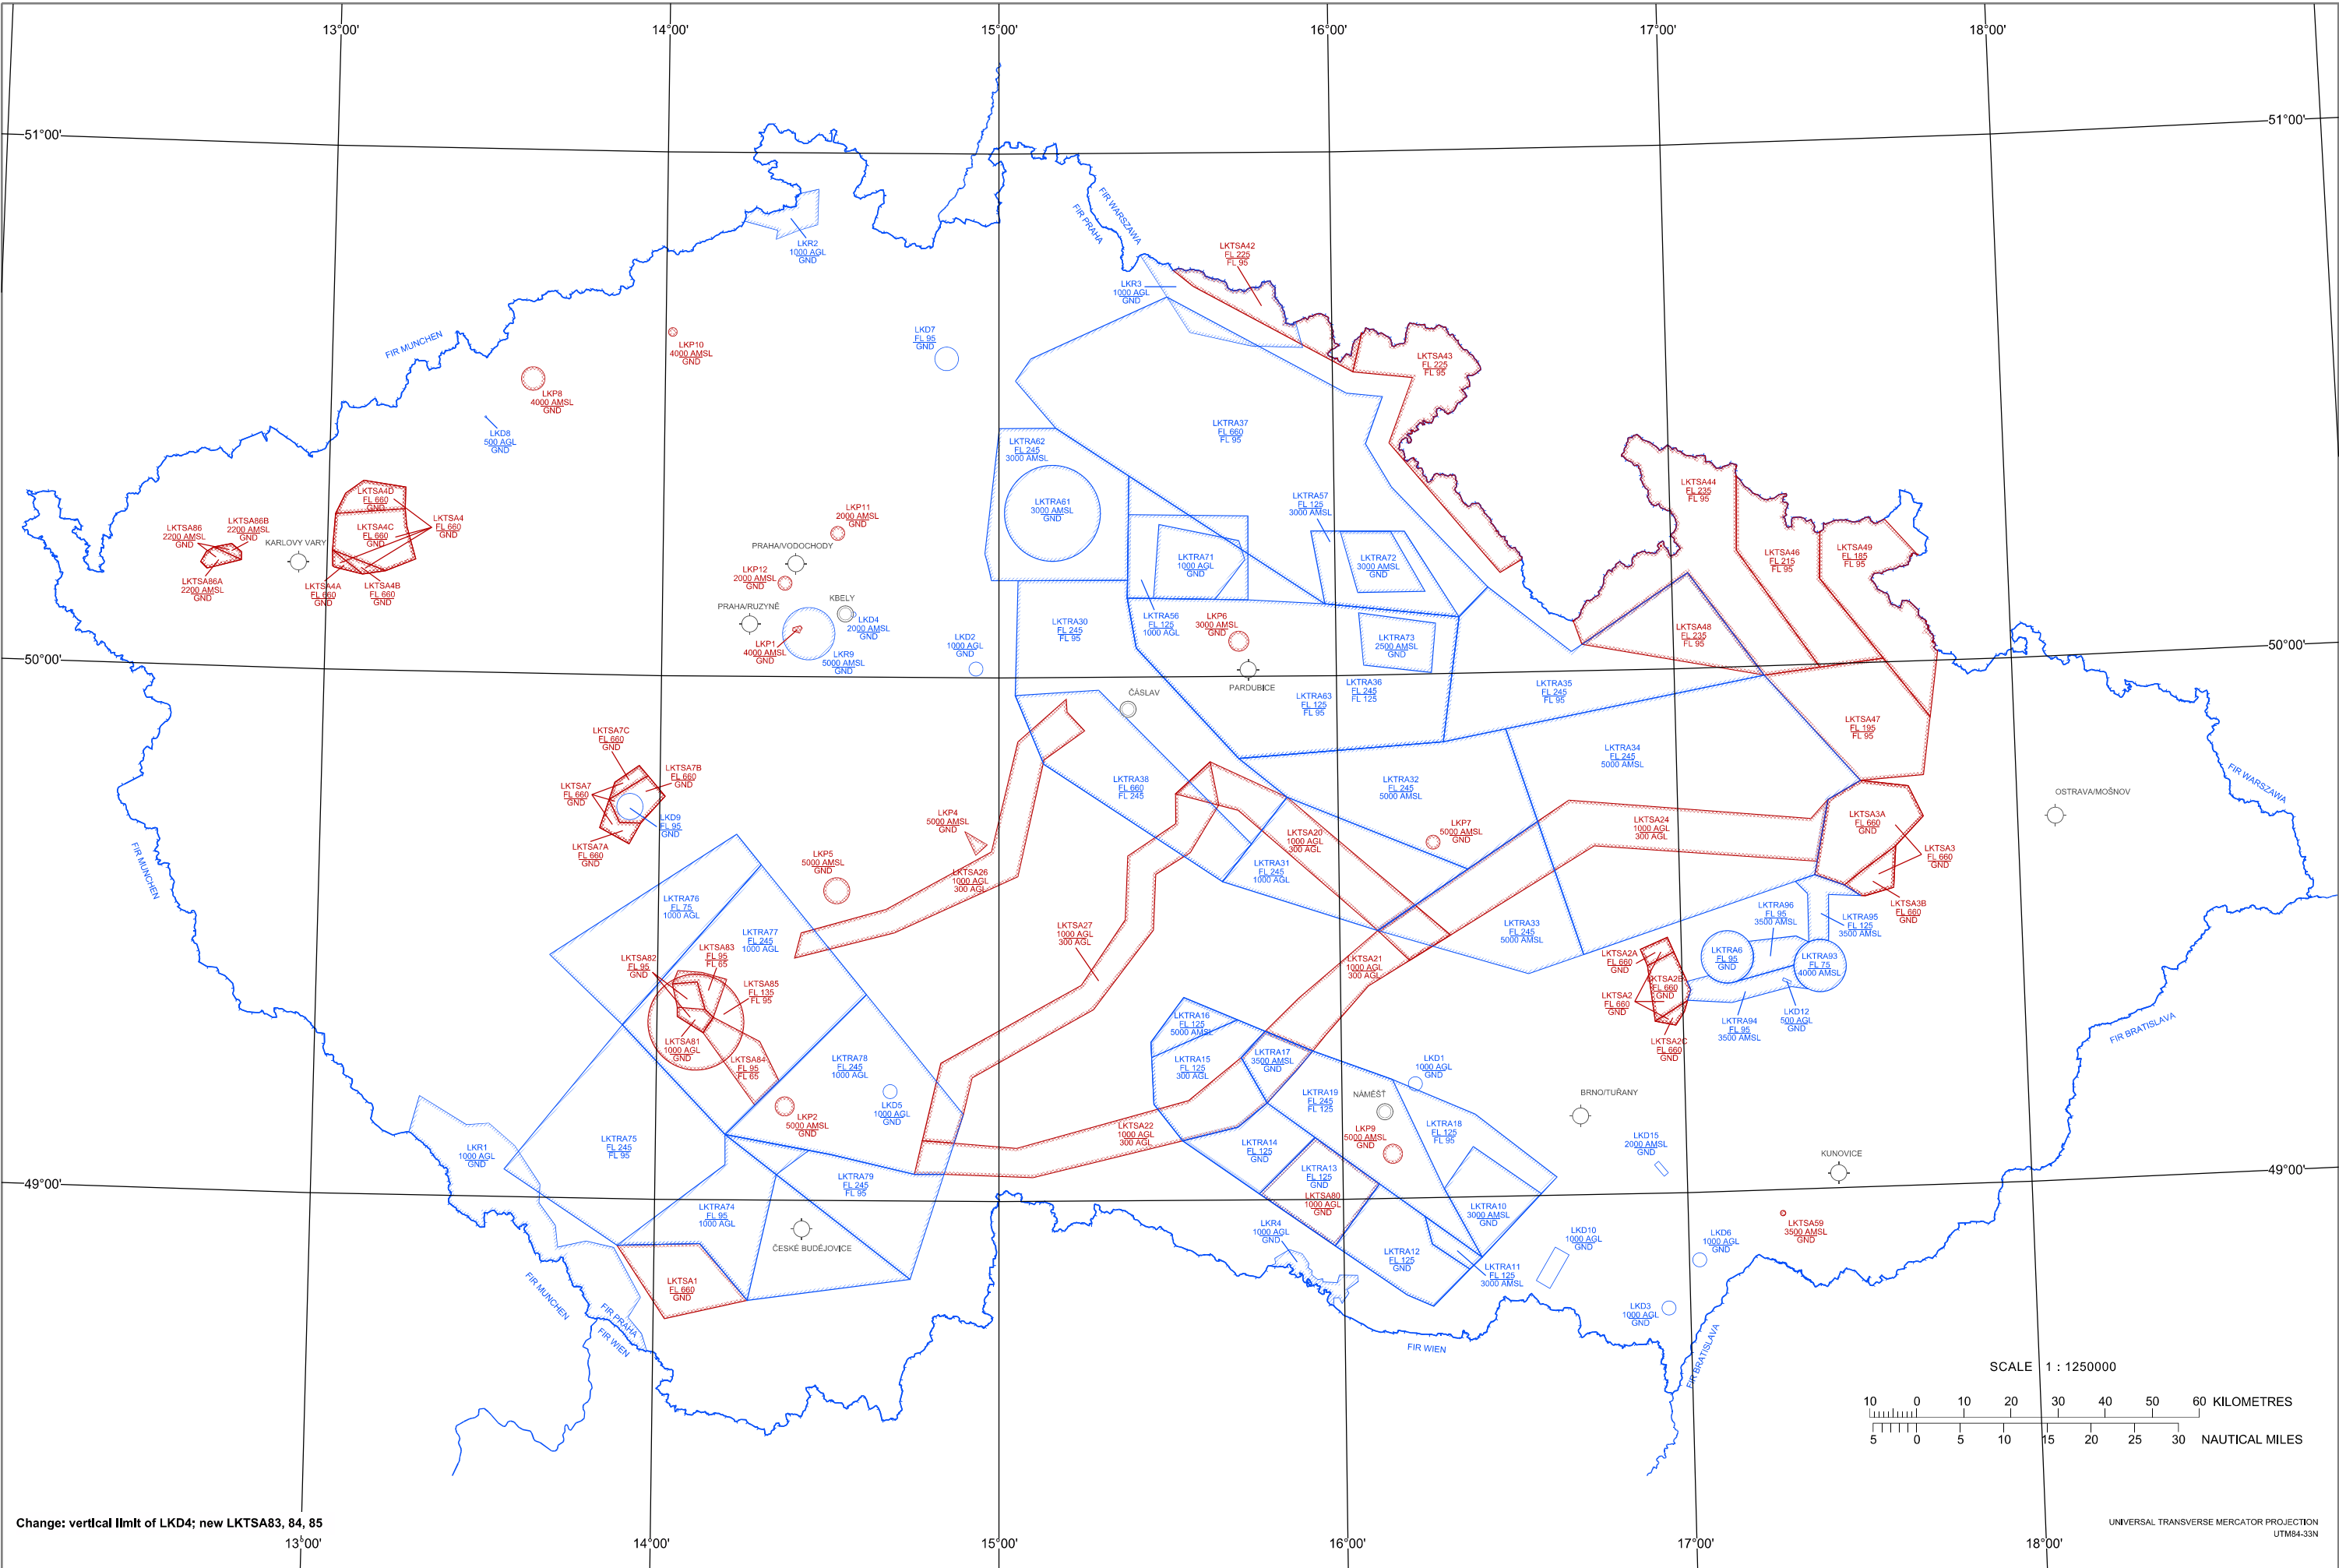 13°00'
14°00'
15°00'
16°00'
17°00'
18°00'
51°00'
51°00'
FIR WARSZAWA
FIR PRAHA
LKR2
1000 AGL
GND
LKTSA42
FL 225
FL 95
LKR3
1000 AGL
GND
FIR MUNCHEN
LKP10
4000 AMSL
GND
LKD7
FL 95
GND
LKTSA43
FL 225
FL 95
LKP8
4000 AMSL
GND
LKD8
500 AGL
GND
LKTRA37
FL 660
FL 95
LKTRA62
FL 245
3000 AMSL
LKTSA44
FL 235
FL 95
LKTSA4D
FL 660
GND
LKTSA4
FL 660
GND
LKTSA4C
FL 660
GND
LKTSA86
2200 AMSL
GND
LKTSA86B
2200 AMSL
GND
KARLOVY VARY
LKTSA86A
2200 AMSL
GND
LKTSA4A
FL 660
GND
LKTSA4B
FL 660
GND
LKP11
2000 AMSL
GND
PRAHA/VODOCHODY
LKP12
2000 AMSL
GND
KBELY
PRAHA/RUZYNĚ
LKD4
2000 AMSL
GND
LKP1
4000 AMSL
GND
LKR9
5000 AMSL
GND
LKD2
1000 AGL
GND
LKTRA61
3000 AMSL
GND
LKTRA57
FL 125
3000 AMSL
LKTRA71
1000 AGL
GND
LKTRA72
3000 AMSL
GND
LKTSA46
FL 215
FL 95
LKTSA49
FL 185
FL 95
LKTRA30
FL 245
FL 95
LKTRA56
FL 125
1000 AGL
LKP6
3000 AMSL
GND
LKTRA73
2500 AMSL
GND
LKTSA48
FL 235
FL 95
50°00'
50°00'
ČÁSLAV
PARDUBICE
LKTRA63
FL 125
FL 95
LKTRA36
FL 245
FL 125
LKTRA35
FL 245
FL 95
LKTSA47
FL 195
FL 95
FIR MUNCHEN
LKTSA7C
FL 660
GND
LKTSA7B
FL 660
GND
LKTSA7
FL 660
GND
LKD9
FL 95
GND
LKTSA7A
FL 660
GND
LKTRA38
FL 660
FL 245
LKTRA32
FL 245
5000 AMSL
LKTRA34
FL 245
5000 AMSL
FIR WARSZAWA
OSTRAVA/MOŠNOV
LKP4
5000 AMSL
GND
LKP5
5000 AMSL
GND
LKTSA26
1000 AGL
300 AGL
LKTSA20
1000 AGL
300 AGL
LKTRA31
FL 245
1000 AGL
LKP7
5000 AMSL
GND
LKTSA24
1000 AGL
300 AGL
LKTSA3A
FL 660
GND
LKTSA3
FL 660
GND
LKTSA3B
FL 660
GND
LKTRA76
FL 75
1000 AGL
LKTRA77
FL 245
1000 AGL
LKTSA82
FL 95
GND
LKTSA83
FL 95
FL 65
LKTSA85
FL 135
FL 95
LKTSA27
1000 AGL
300 AGL
LKTSA21
1000 AGL
300 AGL
LKTRA33
FL 245
5000 AMSL
LKTRA96
FL 95
3500 AMSL
LKTRA95
FL 125
3500 AMSL
LKTSA2A
FL 660
GND
LKTRA6
FL 95
GND
LKTRA93
FL 75
4000 AMSL
LKTSA2B
FL 660
GND
LKTSA2
FL 660
GND
LKTSA2C
FL 660
GND
LKTRA94
FL 95
3500 AMSL
LKD12
500 AGL
GND
FIR BRATISLAVA
LKTSA81
1000 AGL
GND
LKTSA84
FL 95
FL 65
LKTRA78
FL 245
1000 AGL
LKD5
1000 AGL
GND
LKP2
5000 AMSL
GND
LKTRA16
FL 125
5000 AMSL
LKTRA15
FL 125
300 AGL
LKTRA17
3500 AMSL
GND
LKD1
1000 AGL
GND
LKTRA19
FL 245
FL 125
NÁMĚŠŤ
BRNO/TUŘANY
LKTSA22
1000 AGL
300 AGL
LKP9
5000 AMSL
GND
LKTRA18
FL 125
FL 95
LKD15
2000 AMSL
GND
KUNOVICE
LKR1
1000 AGL
GND
LKTRA75
FL 245
FL 95
LKTRA14
FL 125
GND
LKTRA13
FL 125
GND
LKTSA80
1000 AGL
GND
49°00'
49°00'
LKTRA79
FL 245
FL 95
LKTRA74
FL 95
1000 AGL
ČESKÉ BUDĚJOVICE
LKTRA10
3000 AMSL
GND
LKR4
1000 AGL
GND
LKTRA12
FL 125
GND
LKTRA11
FL 125
3000 AMSL
LKD10
1000 AGL
GND
LKD6
1000 AGL
GND
LKTSA59
3500 AMSL
GND
LKTSA1
FL 660
GND
LKD3
1000 AGL
GND
FIR MUNCHEN
FIR PRAHA
FIR WIEN
FIR WIEN
FIR BRATISLAVA
SCALE 1 : 1250000
10 0 10 20 30 40 50 60 KILOMETRES
5 0 5 10 15 20 25 30 NAUTICAL MILES
Change: vertical limit of LKD4; new LKTSA83, 84, 85
UNIVERSAL TRANSVERSE MERCATOR PROJECTION
UTM84-33N
13°00'
14°00'
15°00'
16°00'
17°00'
18°00'